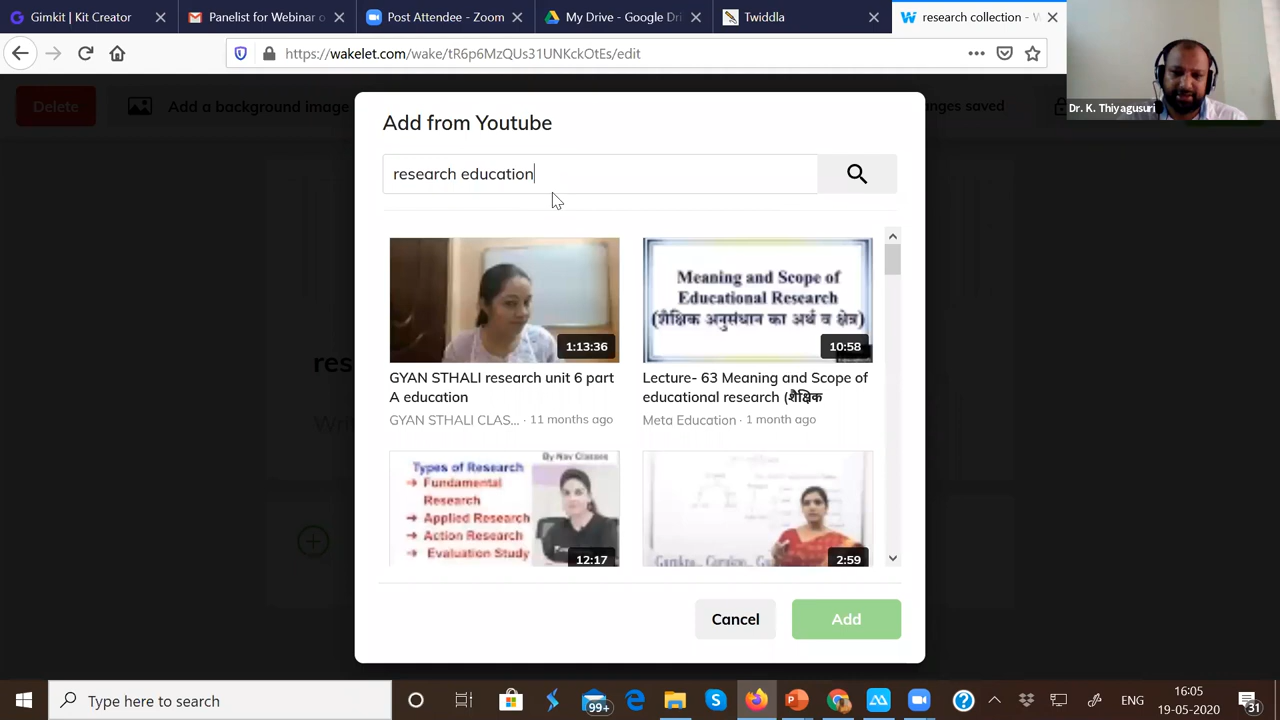 Gimkit | Kit Creator
Panelist for Webinar o
Post Attendee - Zoom
My Drive - Google Dri
Twiddla
research collection - W
https://wakelet.com/wake/tR6p6MzQUs31UNKckOtEs/edit
Dr. K. Thiyagusuri
Delete
Add a background image
nges saved
Add from Youtube
research education
Meaning and Scope of
Educational Research
(शैक्षिक अनुसंधान का अर्थ व क्षेत्र)
1:13:36
10:58
GYAN STHALI research unit 6 part
A education
GYAN STHALI CLAS... · 11 months ago
Lecture- 63 Meaning and Scope of
educational research (शैक्षिक
Meta Education · 1 month ago
res
Writ
By Nav Classes
Types of Research
Fundamental
Research
Applied Research
Action Research
Evaluation Study
12:17
2:59
Cancel
Add
Type here to search
99+
ENG
16:05
19-05-2020
31